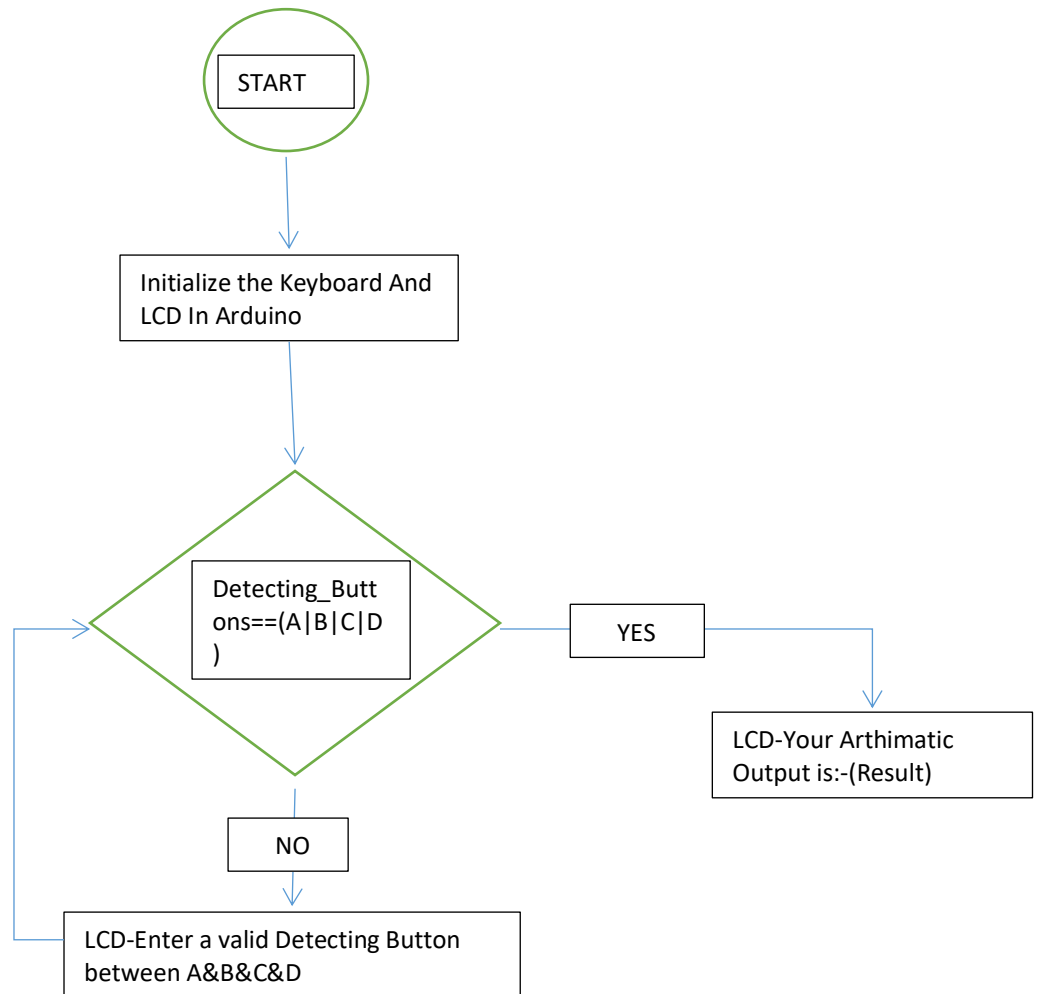 START
Initialize the Keyboard And
LCD In Arduino
Detecting_Butt
ons==(A|B|C|D
)
YES
LCD-Your Arthimatic
Output is:-(Result)
NO
LCD-Enter a valid Detecting Button
between A&B&C&D